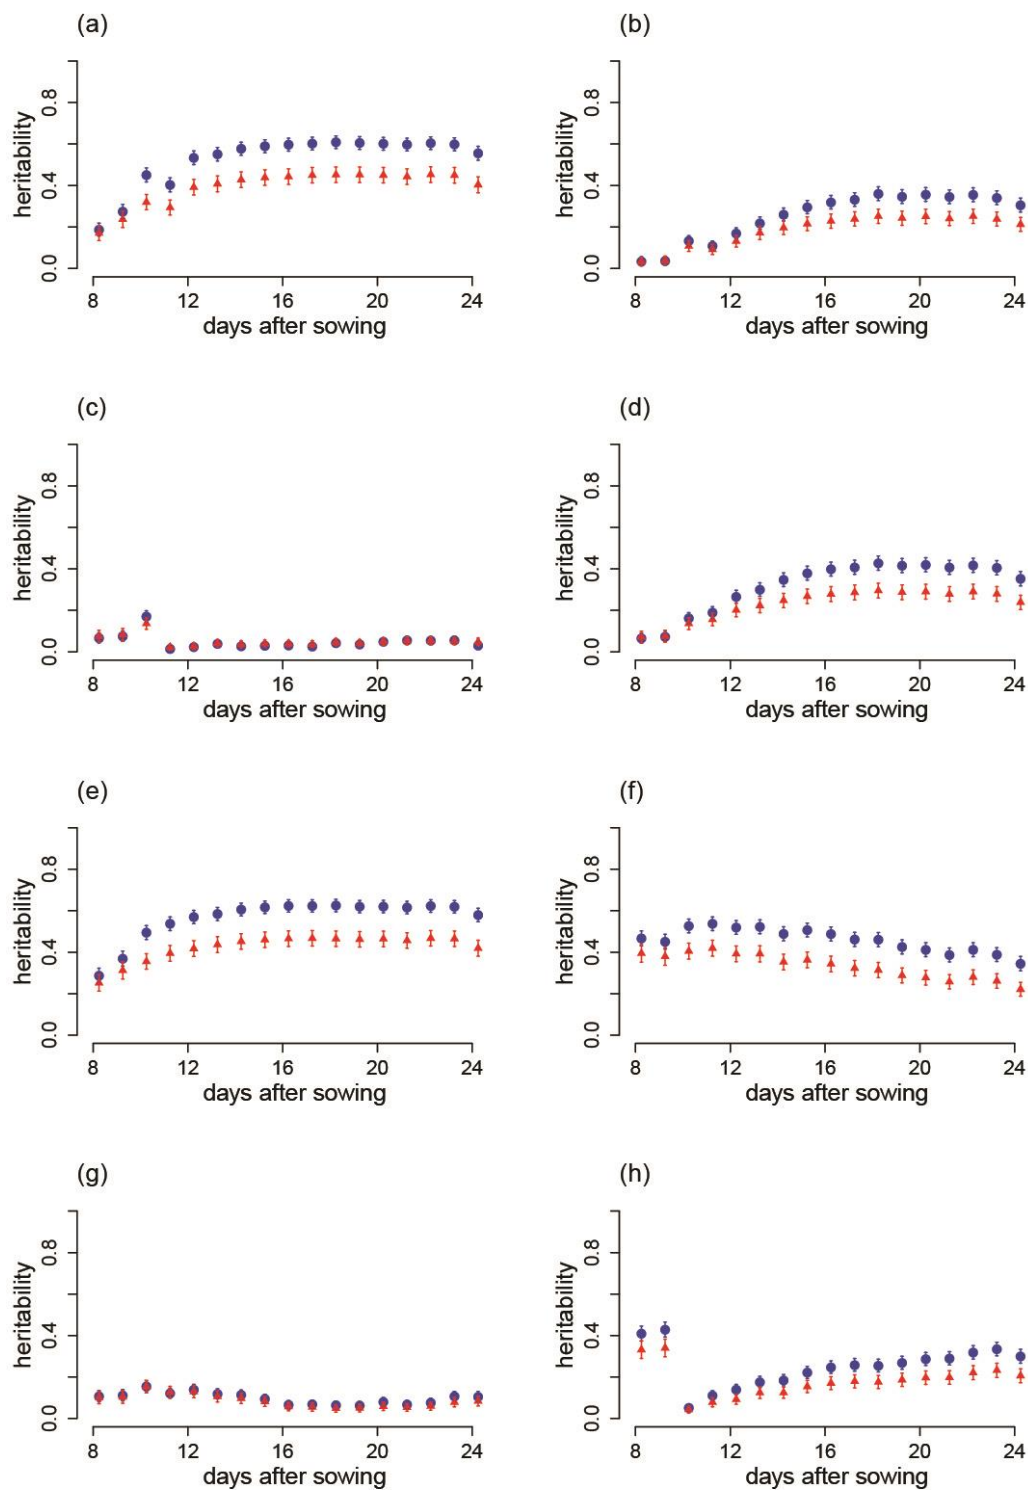 (a)
heritability
0.0 0.4 0.8
8 12 16 20 24
days after sowing
(b)
heritability
0.0 0.4 0.8
8 12 16 20 24
days after sowing
(c)
heritability
0.0 0.4 0.8
8 12 16 20 24
days after sowing
(d)
heritability
0.0 0.4 0.8
8 12 16 20 24
days after sowing
(e)
heritability
0.0 0.4 0.8
8 12 16 20 24
days after sowing
(f)
heritability
0.0 0.4 0.8
8 12 16 20 24
days after sowing
(g)
heritability
0.0 0.4 0.8
8 12 16 20 24
days after sowing
(h)
heritability
0.0 0.4 0.8
8 12 16 20 24
days after sowing